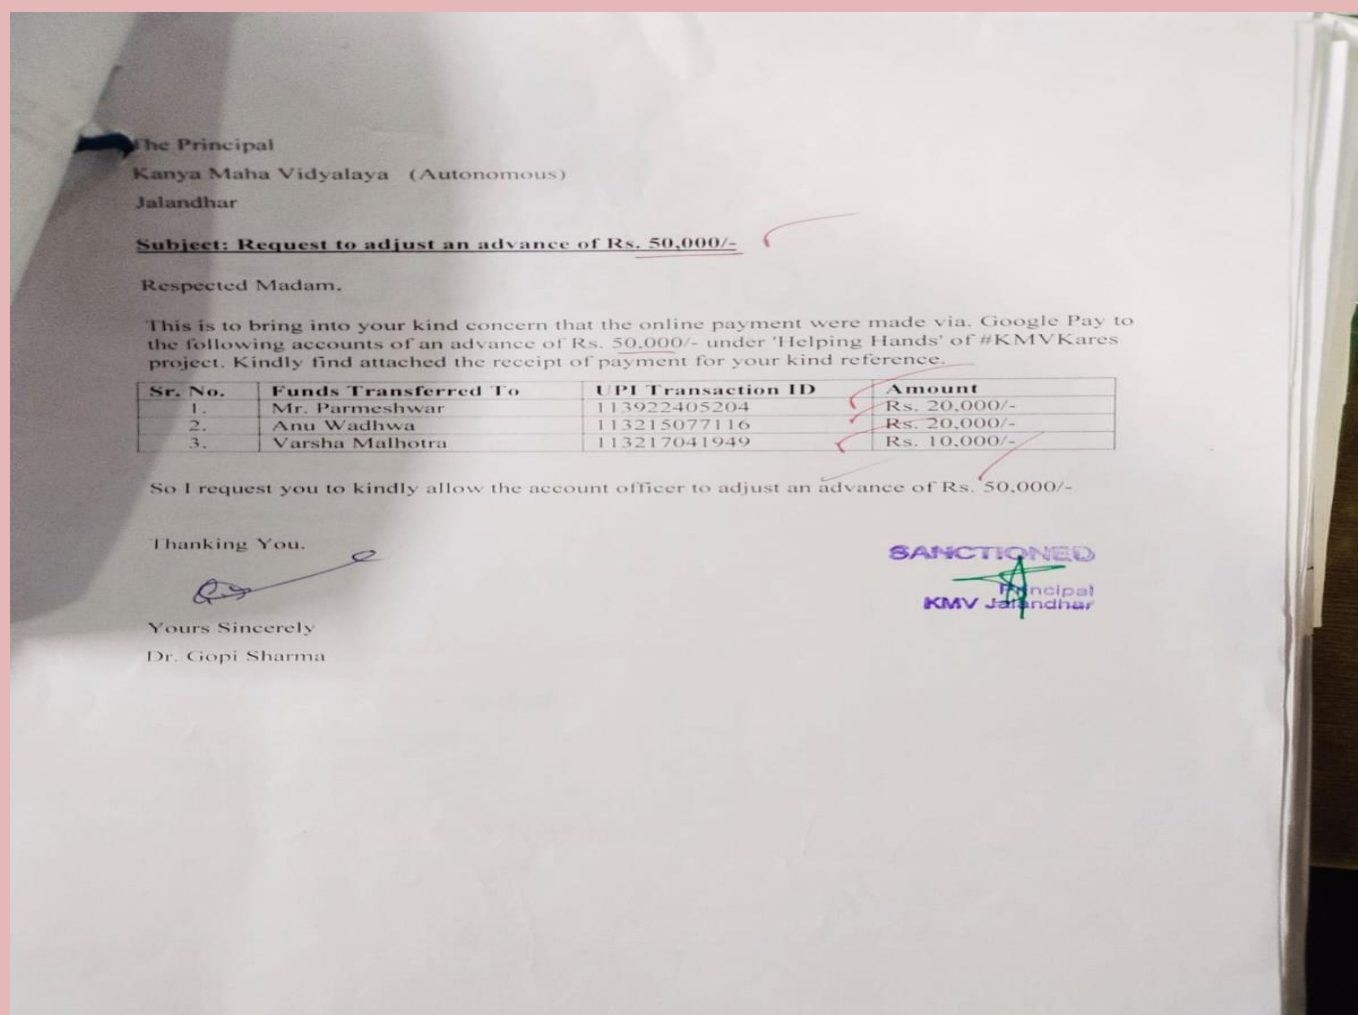 The Principal
Kanya Maha Vidyalaya (Autonomous)
Jalandhar
Subject: Request to adjust an advance of Rs. 50,000/-
Respected Madam.
This is to bring into your kind concern that the online payment were made via. Google Pay to
the following accounts of an advance of Rs. 50,000/- under 'Helping Hands' of #KMVKares
project. Kindly find attached the receipt of payment for your kind reference.
Sr. No. Funds Transferred To UPI Transaction ID Amount
1. Mr. Parmeshwar 113922405204 Rs. 20,000/-
2. Anu Wadhwa 113215077116 Rs. 20,000/-
3. Varsha Malhotra 113217041949 Rs. 10,000/-
So I request you to kindly allow the account officer to adjust an advance of Rs. 50,000/-
Thanking You.
SANCTIONED
Principal
KMV Jalandhar
Yours Sincerely
Dr. Gopi Sharma